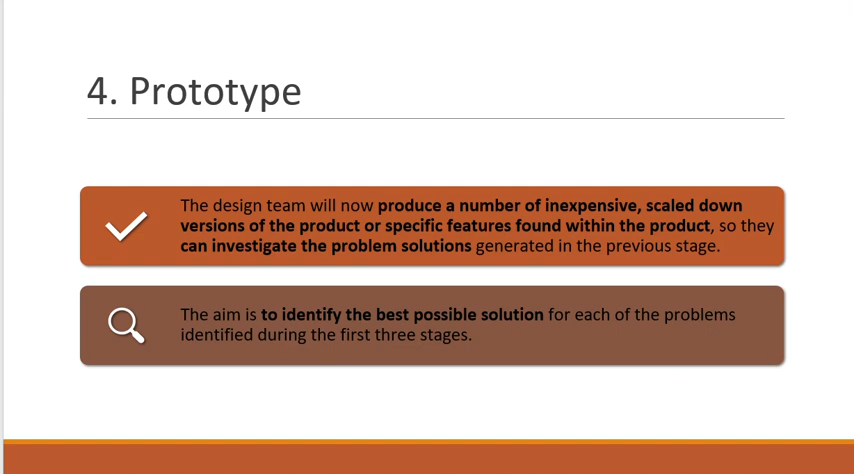 4. Prototype
The design team will now produce a number of inexpensive, scaled down
versions of the product or specific features found within the product, so they
can investigate the problem solutions generated in the previous stage.
The aim is to identify the best possible solution for each of the problems
identified during the first three stages.